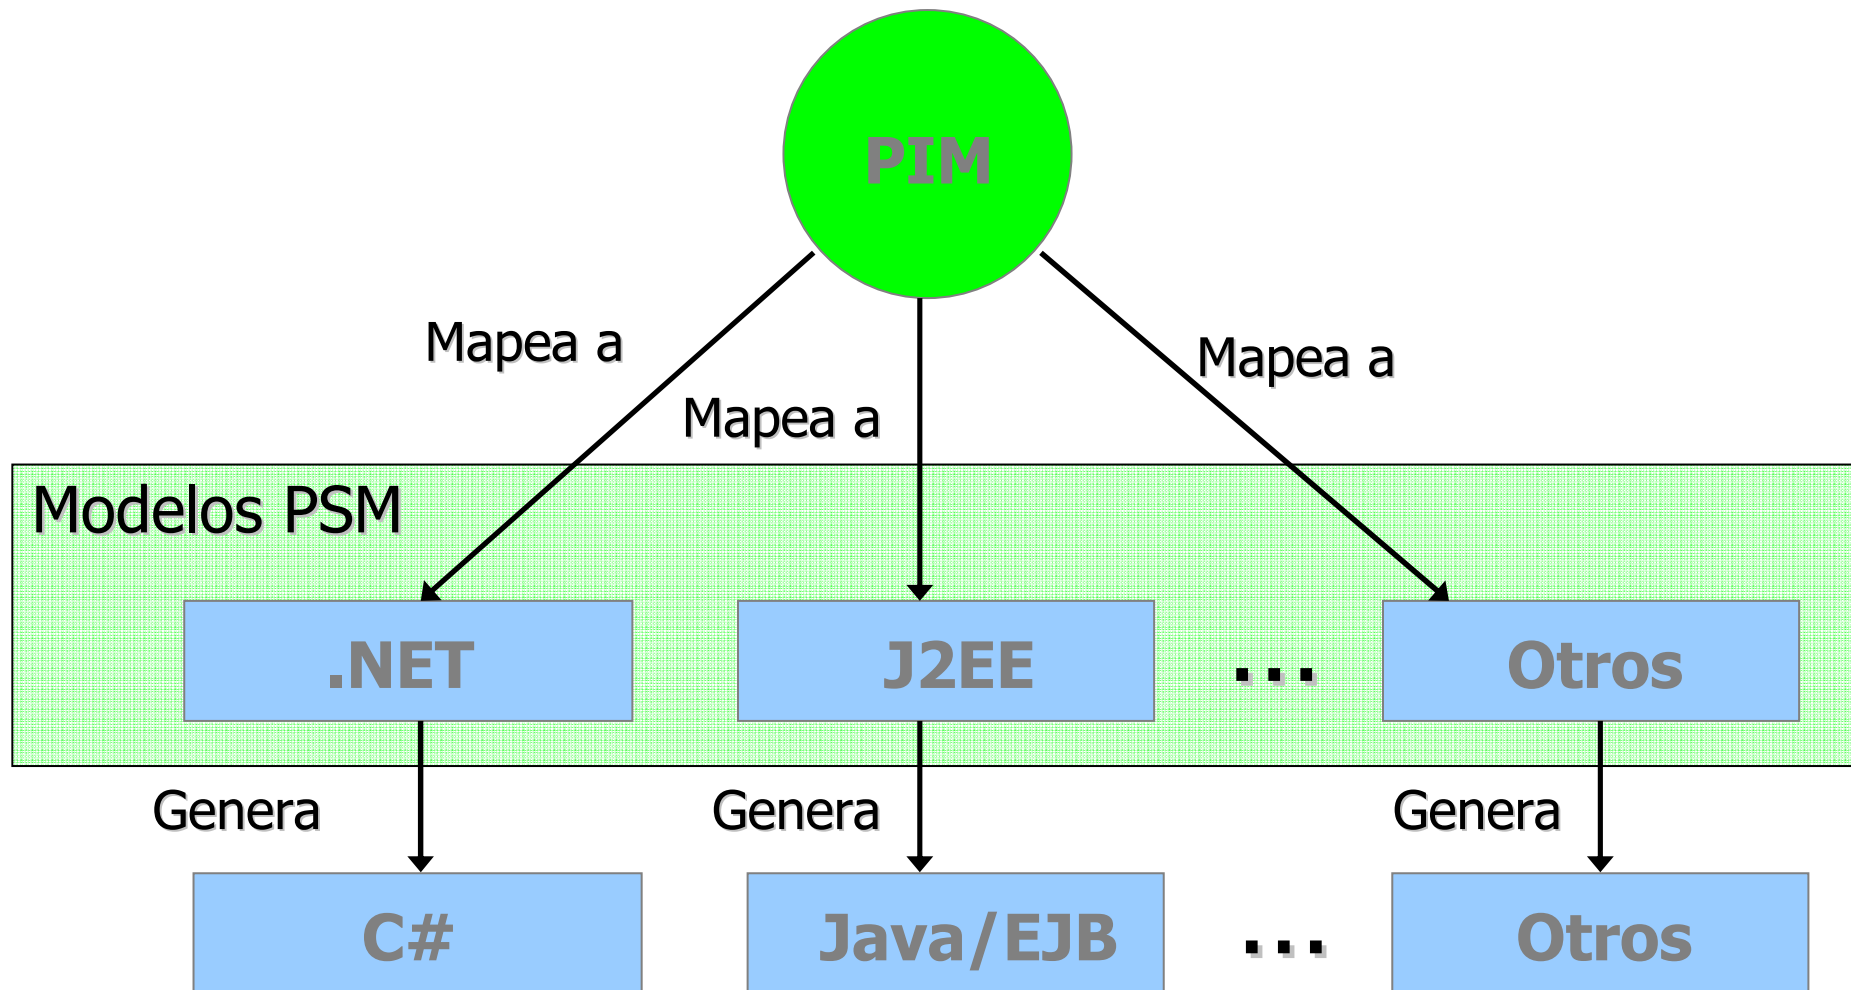 PIM
Mapea a
Mapea a
Mapea a
Modelos PSM
.NET
J2EE
...
Otros
Genera
Genera
Genera
C#
Java/EJB
...
Otros